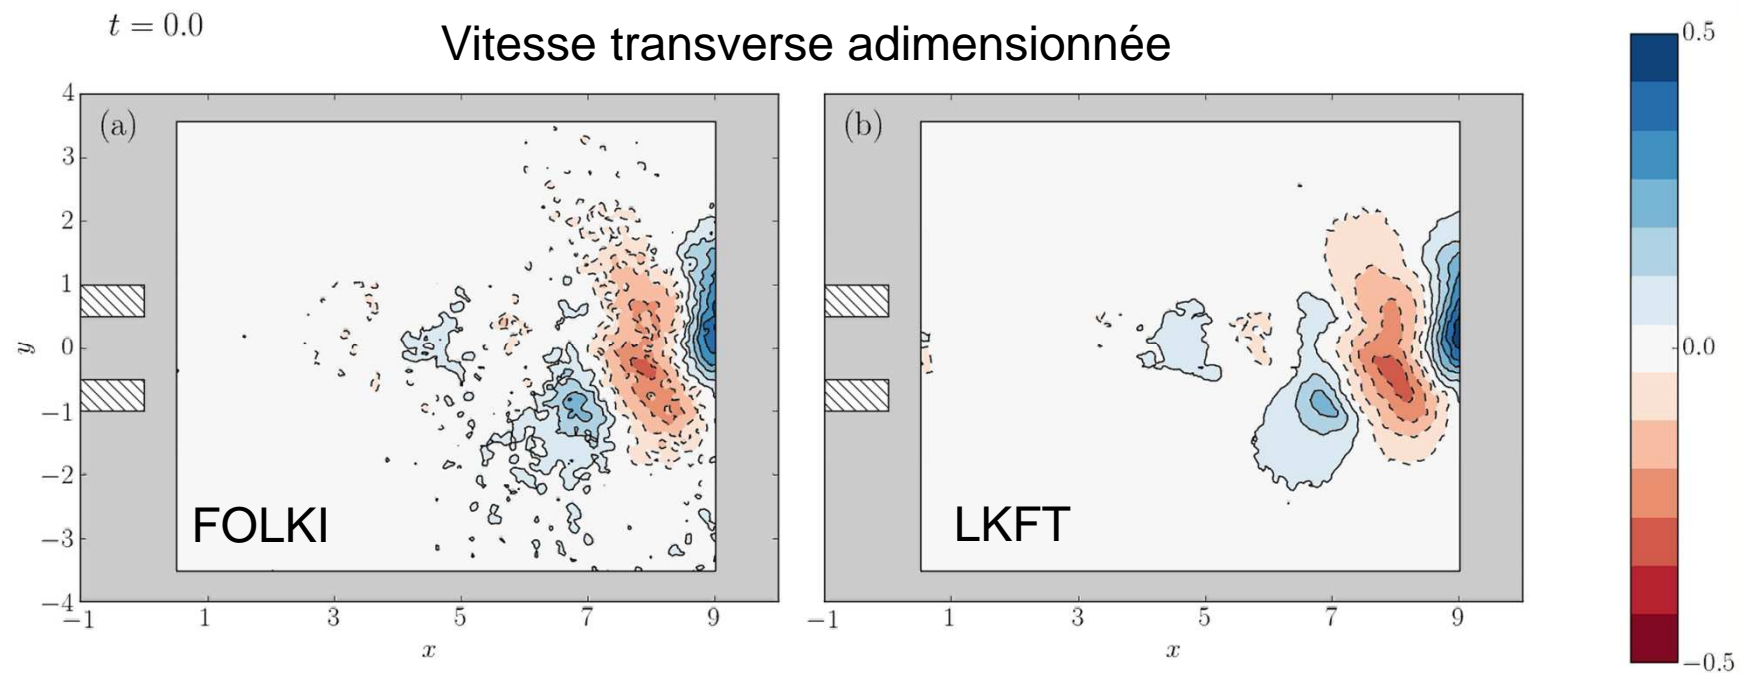 t = 0.0
Vitesse transverse adimensionnée
(a)
4
3
2
1
0
−1
−2
−3
−4
y
FOLKI
−1 1 3 5 7 9
x
(b)
LKFT
−1 1 3 5 7 9
x
0.5
0.0
−0.5